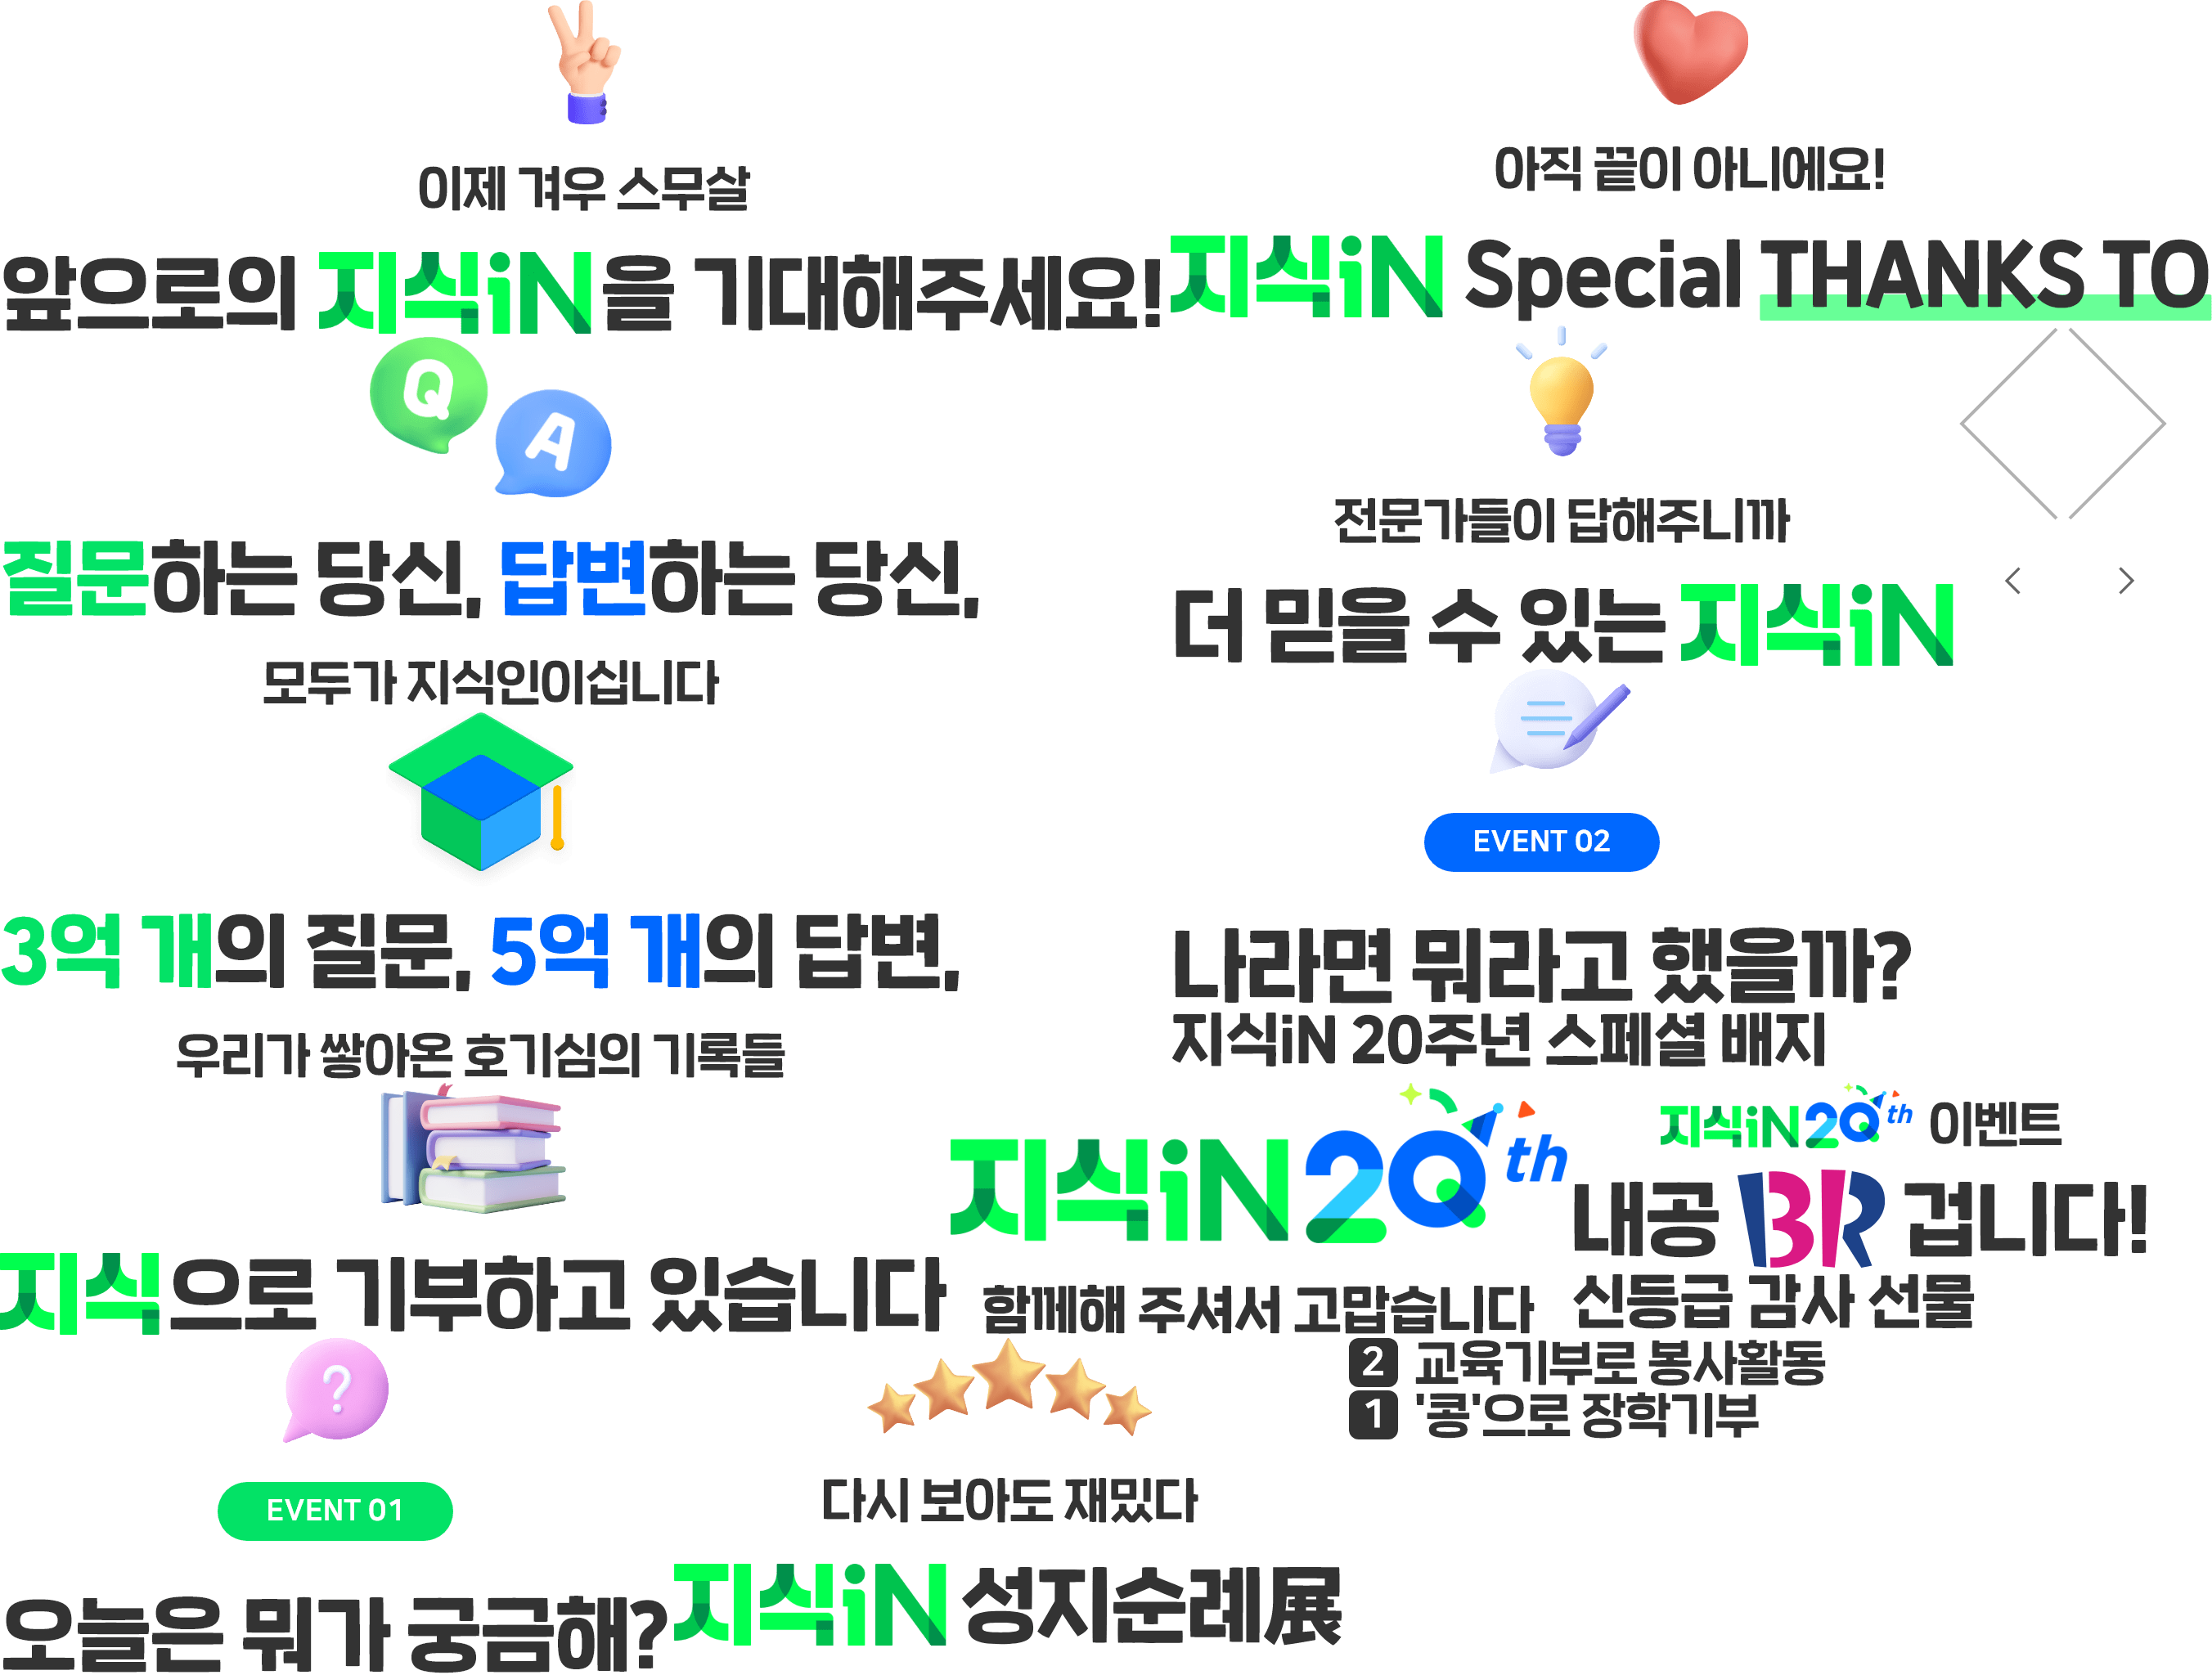 이제 겨우 스무살
앞으로의 지식iN을 기대해주세요!
아직 끝이 아니에요!
지식iN Special THANKS TO
Q
A
질문하는 당신, 답변하는 당신,
모두가 지식인이십니다
전문가들이 답해주니까
더 믿을 수 있는 지식iN
3억 개의 질문, 5억 개의 답변,
우리가 쌓아온 호기심의 기록들
EVENT 02
나라면 뭐라고 했을까?
지식iN 20주년 스페셜 배지
지식으로 기부하고 있습니다
지식iN 20th
함께해 주셔서 고맙습니다
지식iN 20th 이벤트
내공 BR 겁니다!
신등급 감사 선물
2 교육기부로 봉사활동
1 '콩'으로 장학기부
?
EVENT 01
오늘은 뭐가 궁금해?
다시 보아도 재밌다
지식iN 성지순례展